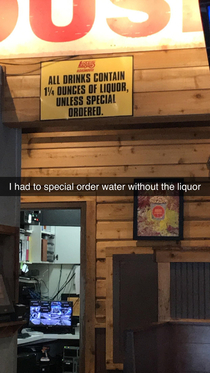 OUSE
ALL DRINKS CONTAIN
1¼ OUNCES OF LIQUOR,
UNLESS SPECIAL
ORDERED.
I had to special order water without the liquor